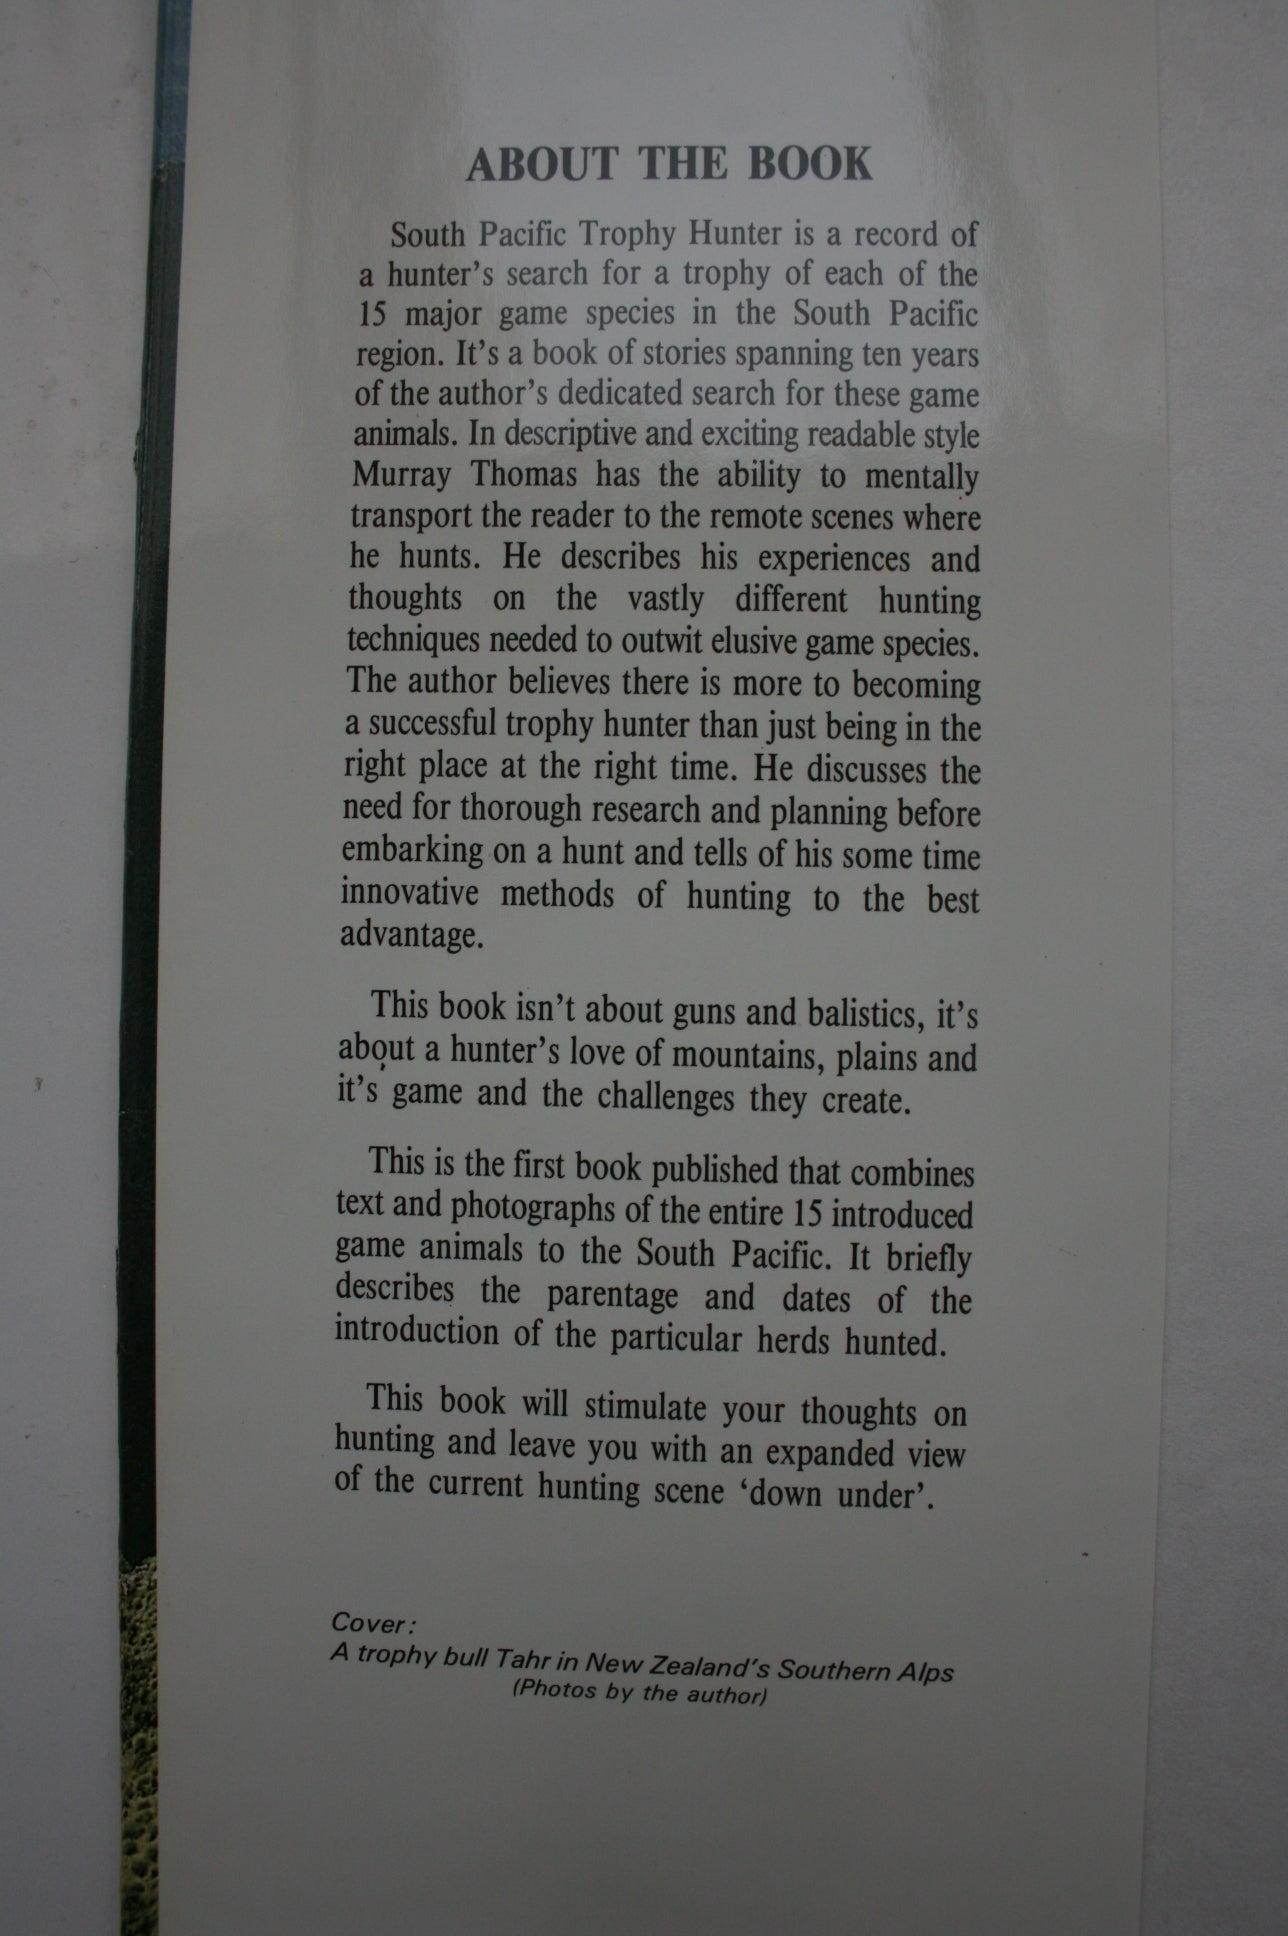 ABOUT THE BOOK
South Pacific Trophy Hunter is a record of
a hunter's search for a trophy of each of the
15 major game species in the South Pacific
region. It's a book of stories spanning ten years
of the author's dedicated search for these game
animals. In descriptive and exciting readable style
Murray Thomas has the ability to mentally
transport the reader to the remote scenes where
he hunts. He describes his experiences and
thoughts on the vastly different hunting
techniques needed to outwit elusive game species.
The author believes there is more to becoming
a successful trophy hunter than just being in the
right place at the right time. He discusses the
need for thorough research and planning before
embarking on a hunt and tells of his some time
innovative methods of hunting to the best
advantage.
This book isn't about guns and balistics, it's
about a hunter's love of mountains, plains and
it's game and the challenges they create.
This is the first book published that combines
text and photographs of the entire 15 introduced
game animals to the South Pacific. It briefly
describes the parentage and dates of the
introduction of the particular herds hunted.
This book will stimulate your thoughts on
hunting and leave you with an expanded view
of the current hunting scene ‘down under’.
Cover:
A trophy bull Tahr in New Zealand's Southern Alps
(Photos by the author)